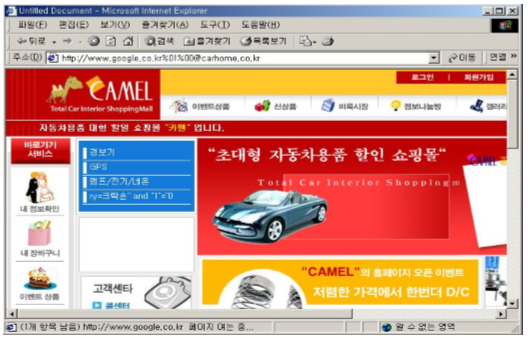 Untitled Document - Microsoft Internet Explorer
파일(F) 편집(E) 보기(V) 즐겨찾기(A) 도구(T) 도움말(H)
뒤로 검색 즐겨찾기 목록보기
주소(D) http://www.google.co.kr%01%00@carhome.co.kr 이동 연결 »
로그인 | 회원가입
CAMEL
Total Car Interior Shopping Mall
이벤트상품 신상품 벼룩시장 정보나눔방 갤러리
자동차용품 대형 할인 쇼핑몰 "카멜" 입니다.
바로가기
서비스
경보기
GPS
램프/전기/네온
ry=크락숀" and "1"="0
"초대형 자동차용품 할인 쇼핑몰"
CAMEL
Total Car Interior Shopping m
내 정보확인
내 장바구니
이벤트 상품
고객센타
콜센터
"CAMEL"의 홈페이지 오픈 이벤트
저렴한 가격에서 한번더 D/C
(1개 항목 남음) http://www.google.co.kr 페이지 여는 중...
알 수 없는 영역